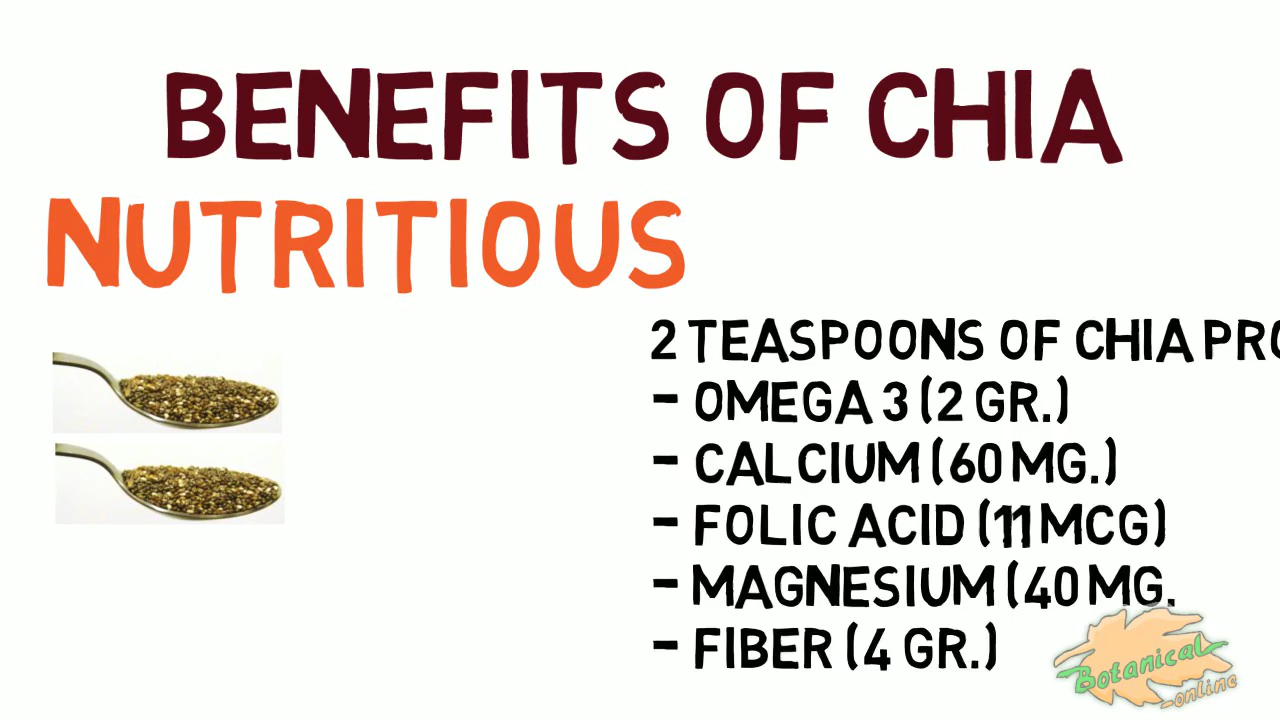 BENEFITS OF CHIA
NUTRITIOUS
2 TEASPOONS OF CHIA PRO
- OMEGA 3 (2 GR.)
- CALCIUM (60 MG.)
- FOLIC ACID (11 MCG)
- MAGNESIUM (40 MG.
- FIBER (4 GR.)
Botanical
-online